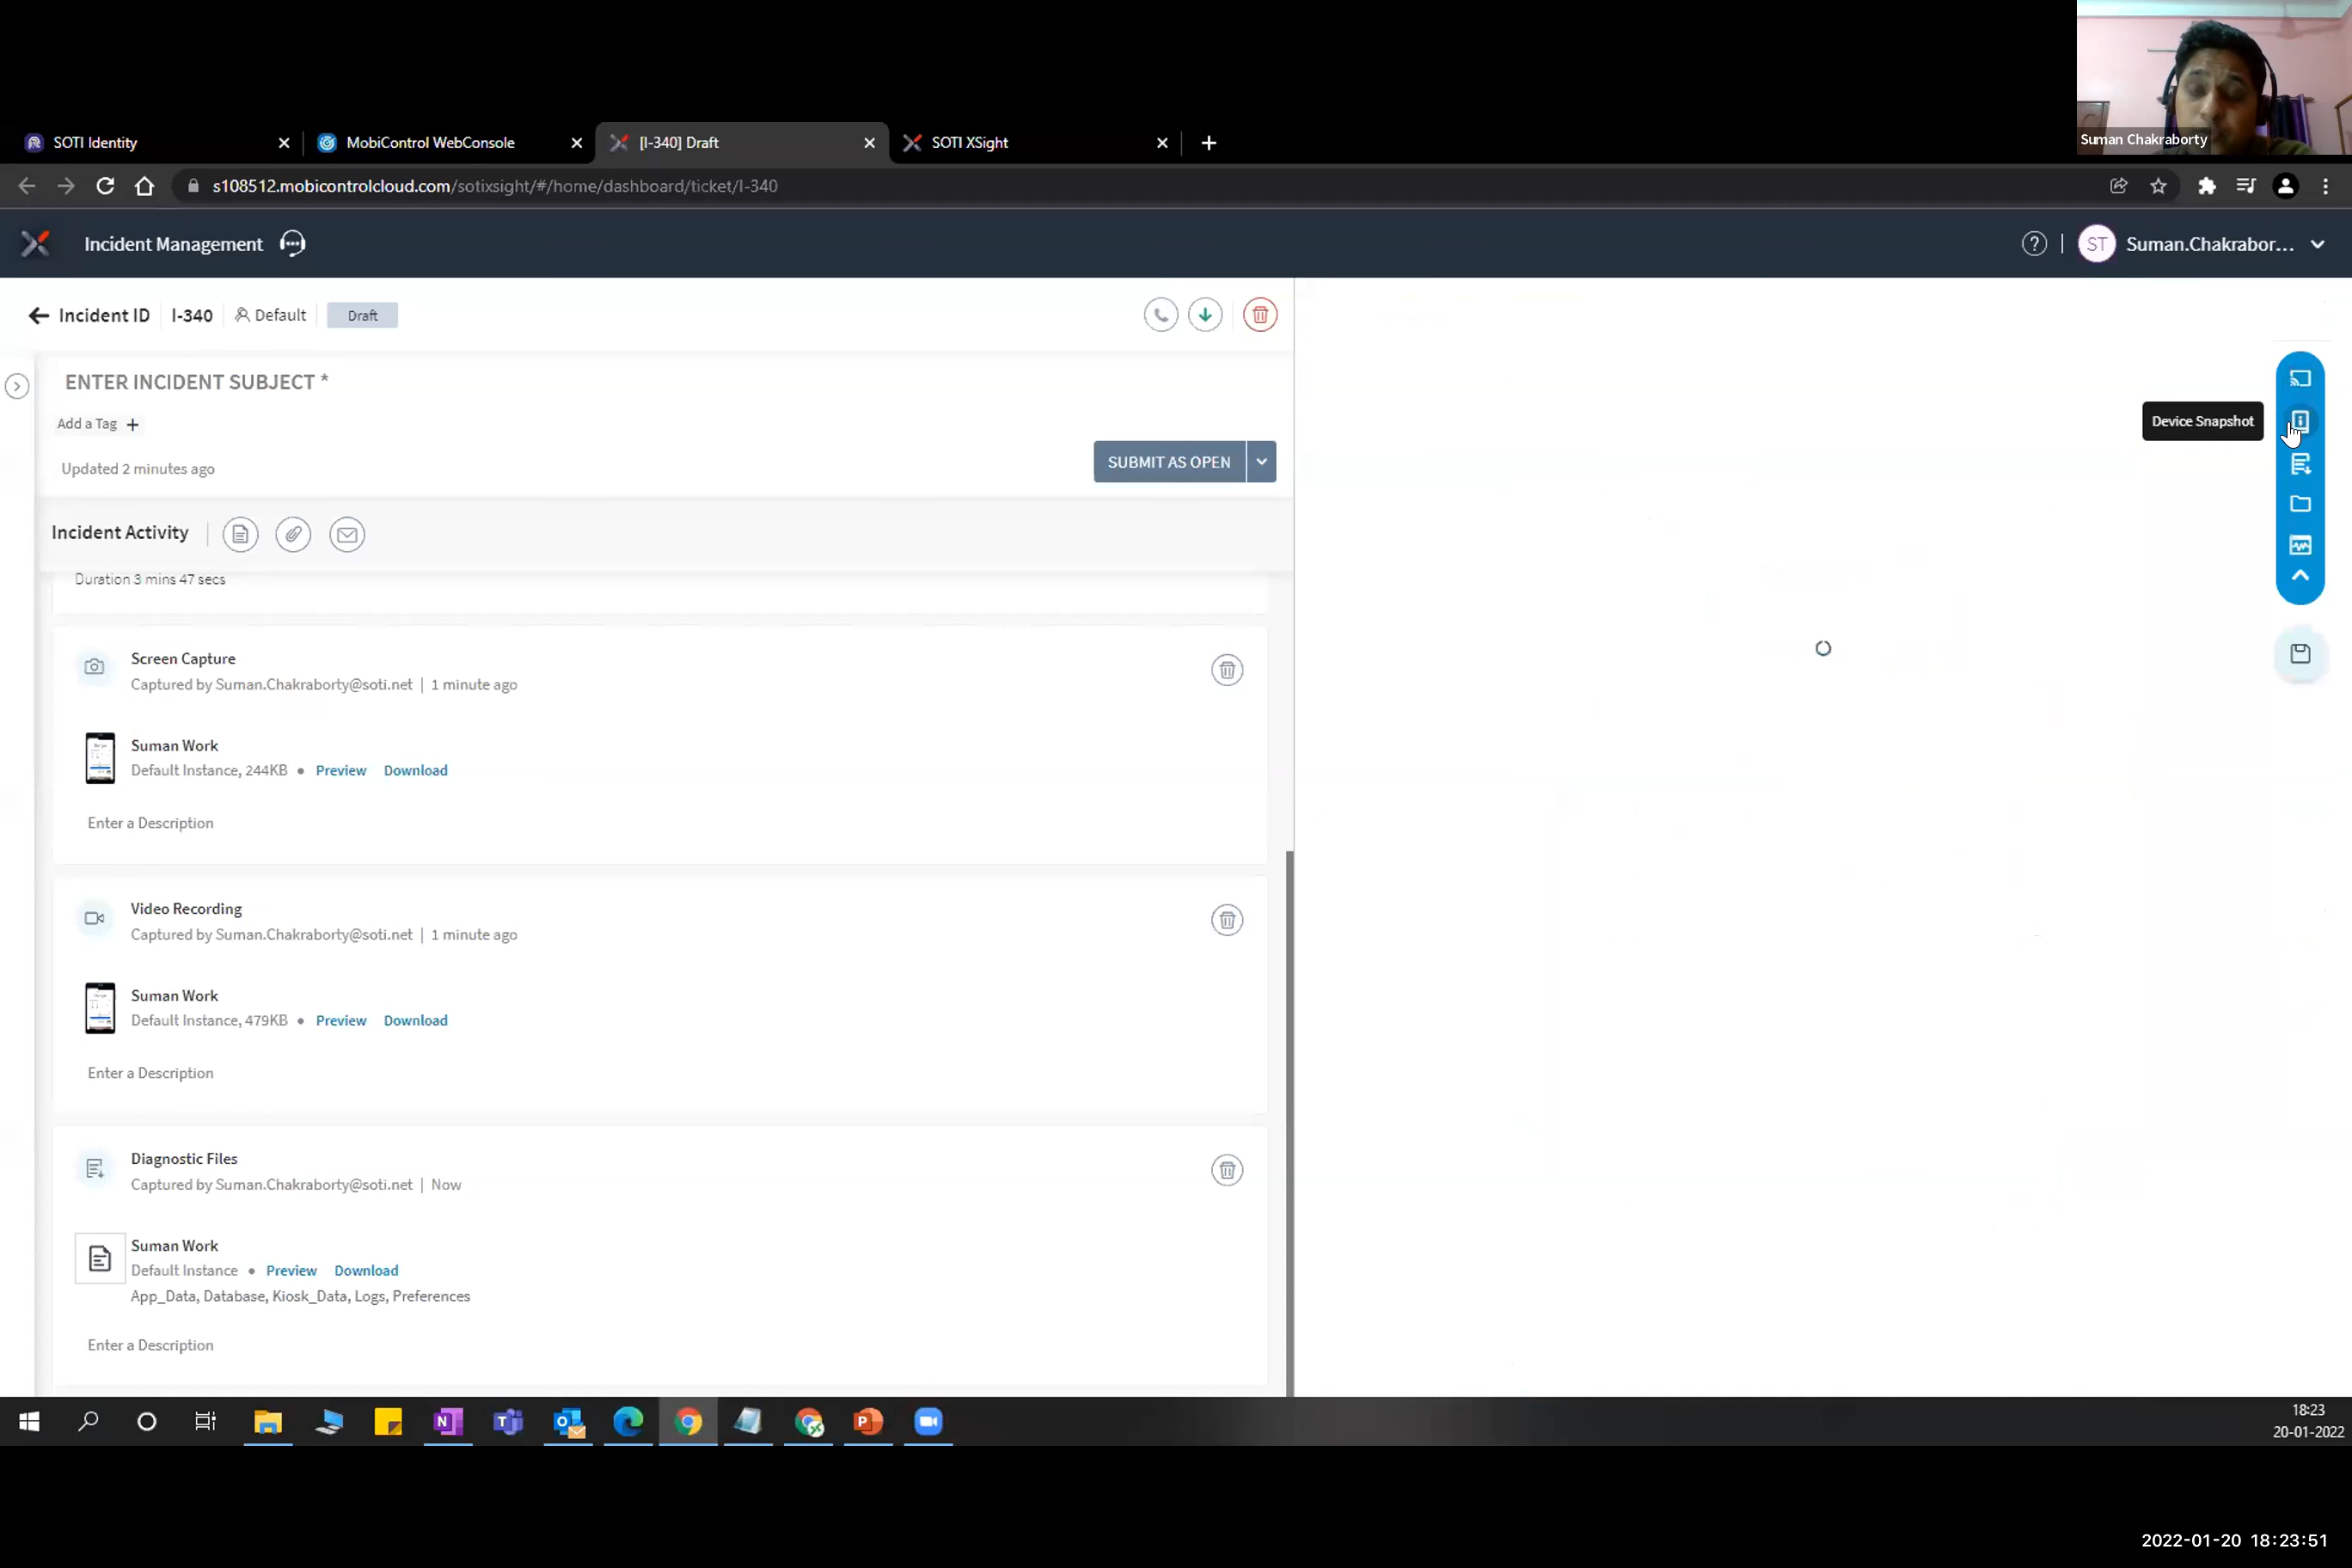 Suman Chakraborty
SOTI Identity
MobiControl WebConsole
[I-340] Draft
SOTI XSight
s108512.mobicontrolcloud.com/sotixsight/#/home/dashboard/ticket/I-340
Incident Management
ST
Suman.Chakrabor...
Incident ID
I-340
Default
Draft
ENTER INCIDENT SUBJECT *
Add a Tag +
Device Snapshot
Updated 2 minutes ago
SUBMIT AS OPEN
Incident Activity
Duration 3 mins 47 secs
Screen Capture
Captured by Suman.Chakraborty@soti.net | 1 minute ago
Suman Work
Default Instance, 244KB • Preview Download
Enter a Description
Video Recording
Captured by Suman.Chakraborty@soti.net | 1 minute ago
Suman Work
Default Instance, 479KB • Preview Download
Enter a Description
Diagnostic Files
Captured by Suman.Chakraborty@soti.net | Now
Suman Work
Default Instance • Preview Download
App_Data, Database, Kiosk_Data, Logs, Preferences
Enter a Description
18:23
20-01-2022
2022-01-20 18:23:51